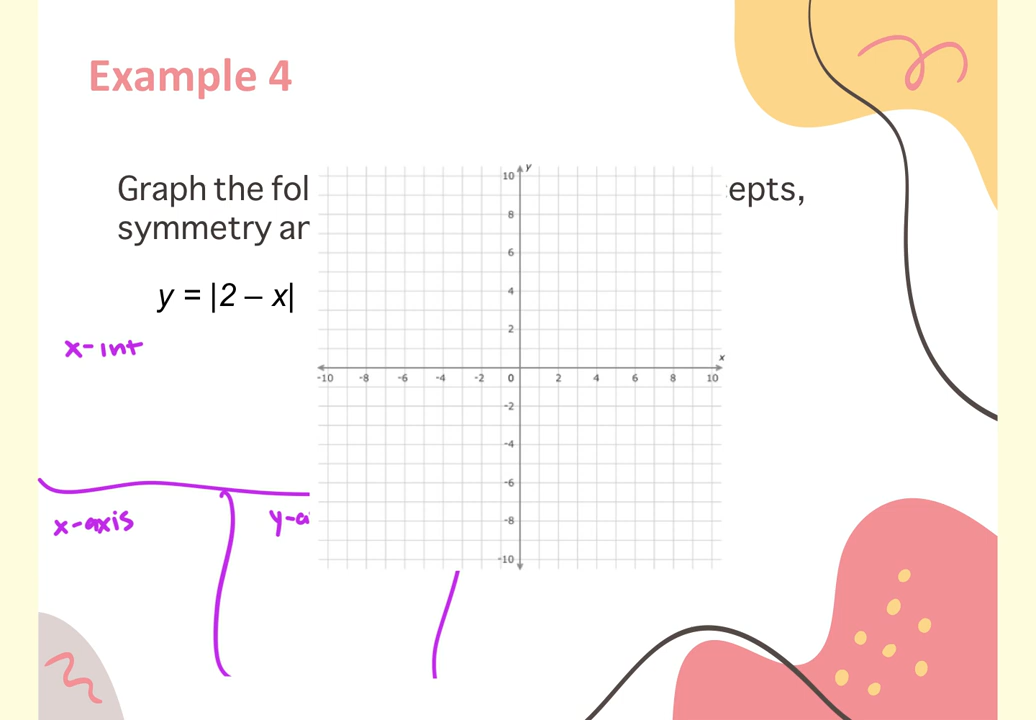 Example 4
Graph the fol epts,
symmetry ar
y = |2 – x|
x-int
x-axis y-a
y
10
8
6
4
2
x
-10 -8 -6 -4 -2 0 2 4 6 8 10
-2
-4
-6
-8
-10